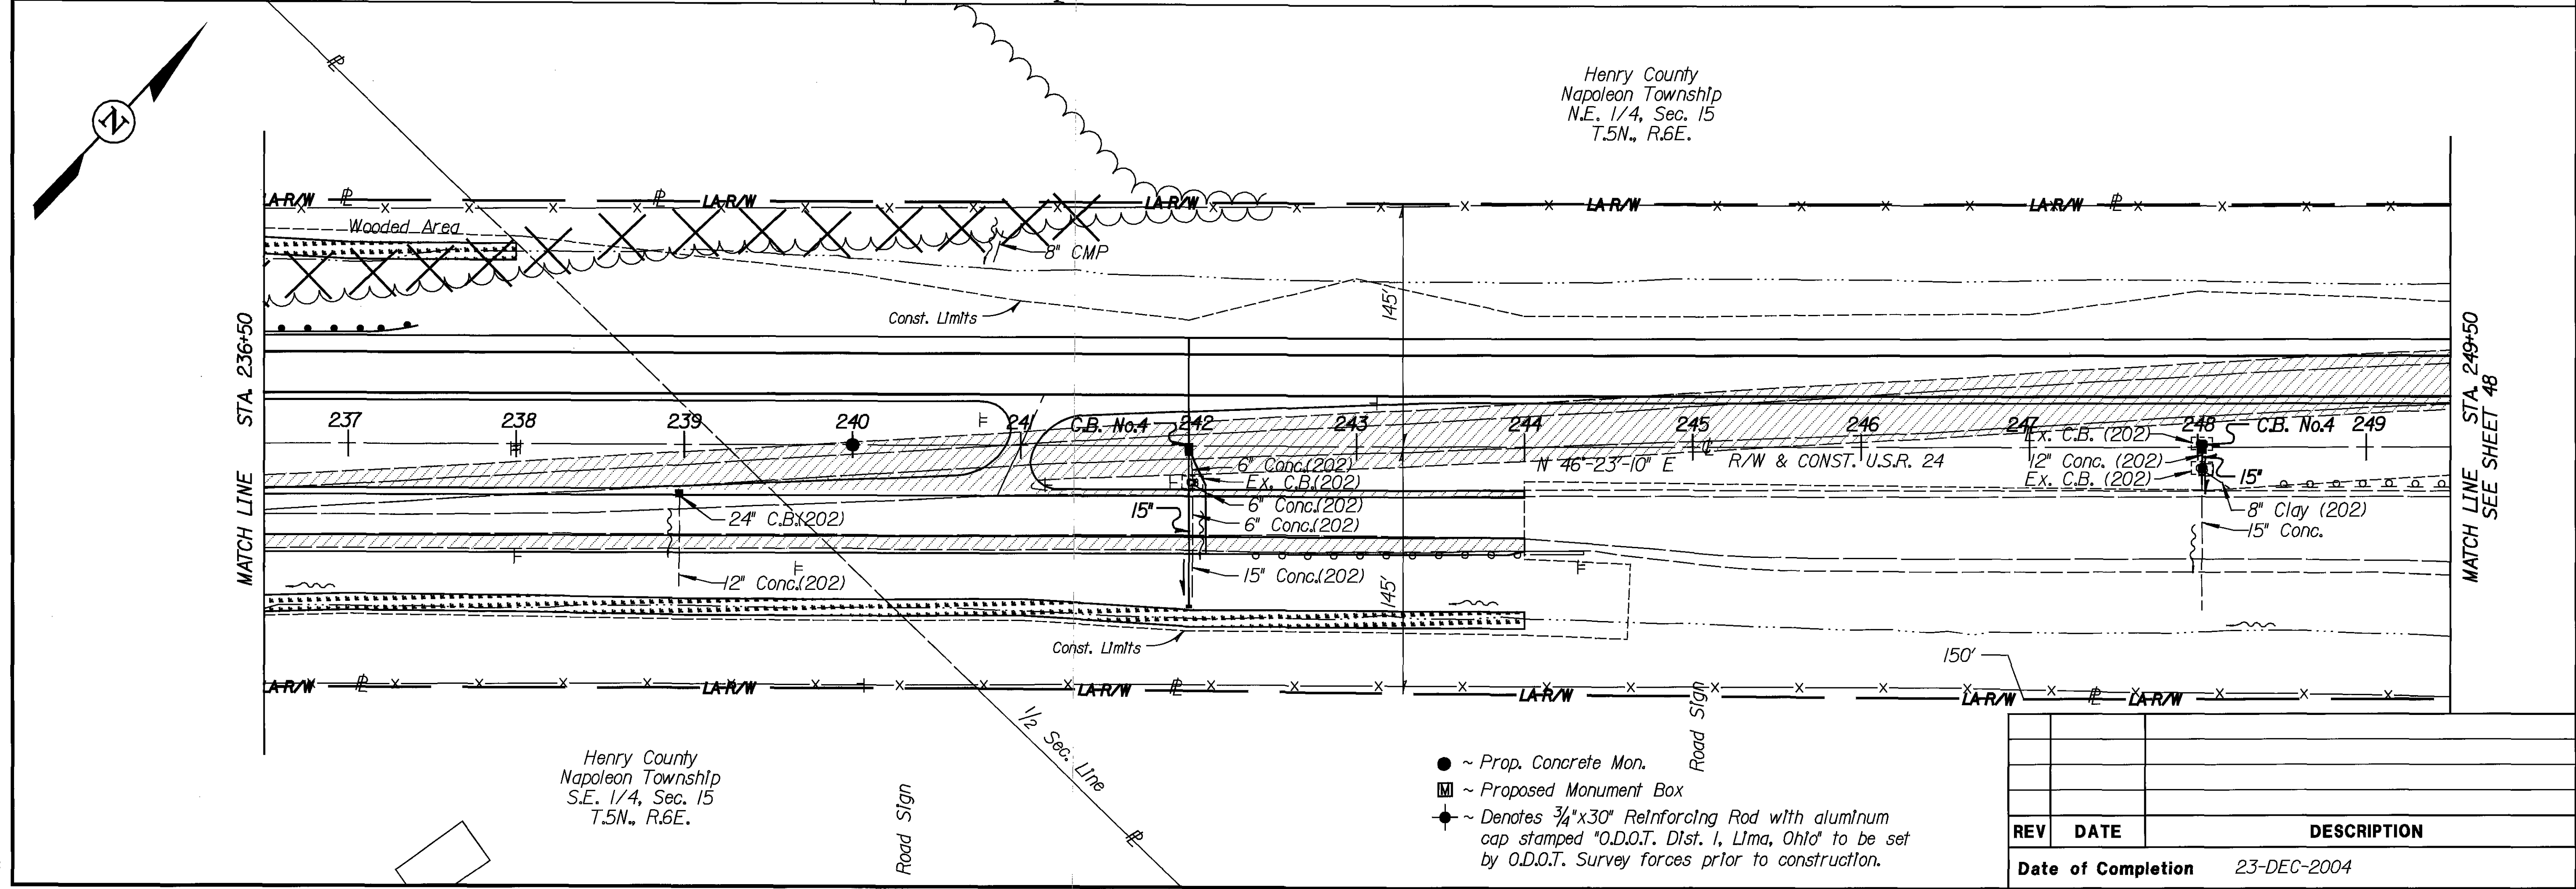 N
Henry County
Napoleon Township
N.E. 1/4, Sec. 15
T.5N., R.6E.
LA-R/W LA-R/W LA-R/W LA-R/W LA-R/W
Wooded Area
8" CMP
Const. Limits
145'
MATCH LINE STA. 236+50
MATCH LINE STA. 249+50
SEE SHEET 48
237 238 239 240 241 C.B. No.4 242 243 244 245 246 247 248 C.B. No.4 249
Ex. C.B. (202)
6" Conc.(202)
N 46°-23'-10" E
R/W & CONST. U.S.R. 24
12" Conc. (202)
Ex. C.B.(202)
Ex. C.B. (202)
15"
6" Conc.(202)
15"
24" C.B.(202)
6" Conc.(202)
8" Clay (202)
15" Conc.
12" Conc.(202)
15" Conc.(202)
145'
Const. Limits
150'
LA-R/W LA-R/W LA-R/W LA-R/W LA-R/W LA-R/W
1/2 Sec. Line
Road Sign
Road Sign
Henry County
Napoleon Township
S.E. 1/4, Sec. 15
T.5N., R.6E.
~ Prop. Concrete Mon.
M ~ Proposed Monument Box
~ Denotes 3/4"x30" Reinforcing Rod with aluminum
cap stamped "O.D.O.T. Dist. 1, Lima, Ohio" to be set
by O.D.O.T. Survey forces prior to construction.
REV DATE DESCRIPTION
Date of Completion 23-DEC-2004